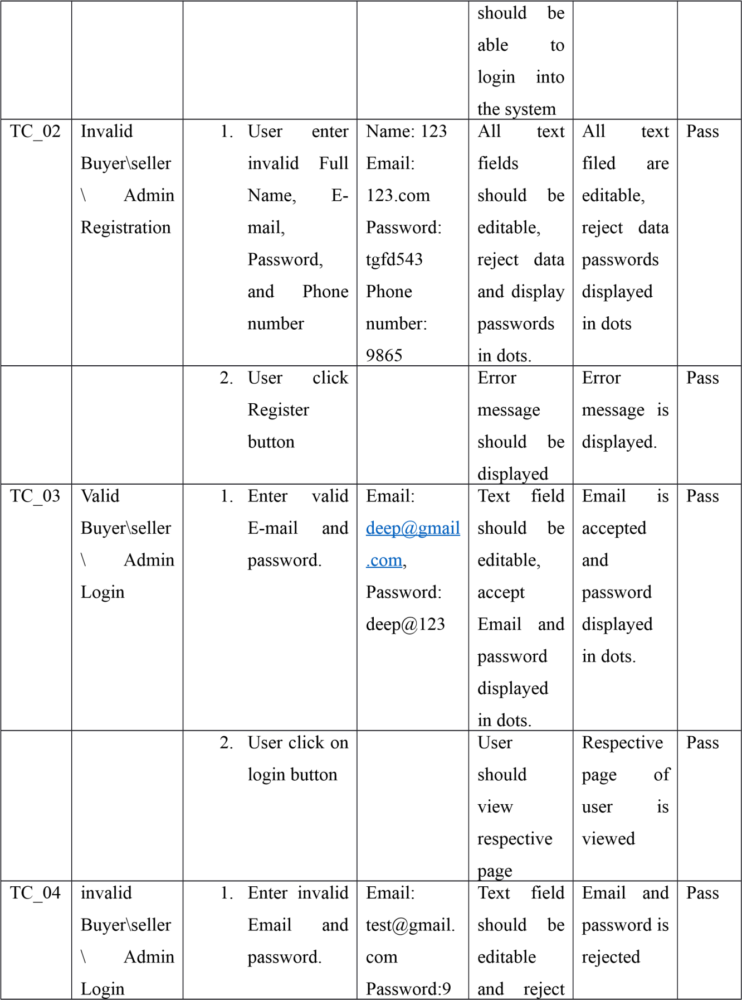 should be
able to
login into
the system
TC_02
Invalid
Buyer\seller
\ Admin
Registration
1. User enter
invalid Full
Name, E-
mail,
Password,
and Phone
number
Name: 123
Email:
123.com
Password:
tgfd543
Phone
number:
9865
All text
fields
should be
editable,
reject data
and display
passwords
in dots.
All text
filed are
editable,
reject data
passwords
displayed
in dots
Pass
2. User click
Register
button
Error
message
should be
displayed
Error
message is
displayed.
Pass
TC_03
Valid
Buyer\seller
\ Admin
Login
1. Enter valid
E-mail and
password.
Email:
deep@gmail
.com,
Password:
deep@123
Text field
should be
editable,
accept
Email and
password
displayed
in dots.
Email is
accepted
and
password
displayed
in dots.
Pass
2. User click on
login button
User
should
view
respective
page
Respective
page of
user is
viewed
Pass
TC_04
invalid
Buyer\seller
\ Admin
Login
1. Enter invalid
Email and
password.
Email:
test@gmail.
com
Password:9
Text field
should be
editable
and reject
Email and
password is
rejected
Pass